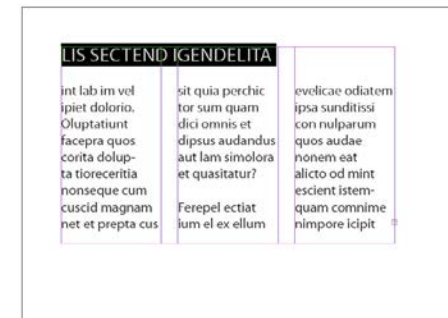 LIS SECTEND IGENDELITA
int lab im vel
ipiet dolorio.
Oluptatiunt
facepra quos
corita dolup-
ta tioreceritia
nonseque cum
cuscid magnam
net et prepta cus
sit quia perchic
tor sum quam
dici omnis et
dipsus audandus
aut lam simolora
et quasitatur?
Ferepel ectiat
ium el ex ellum
evelicae odiatem
ipsa sunditissi
con nulparum
quos audae
nonem eat
alicto od mint
escient istem-
quam comnime
nimpore icipit